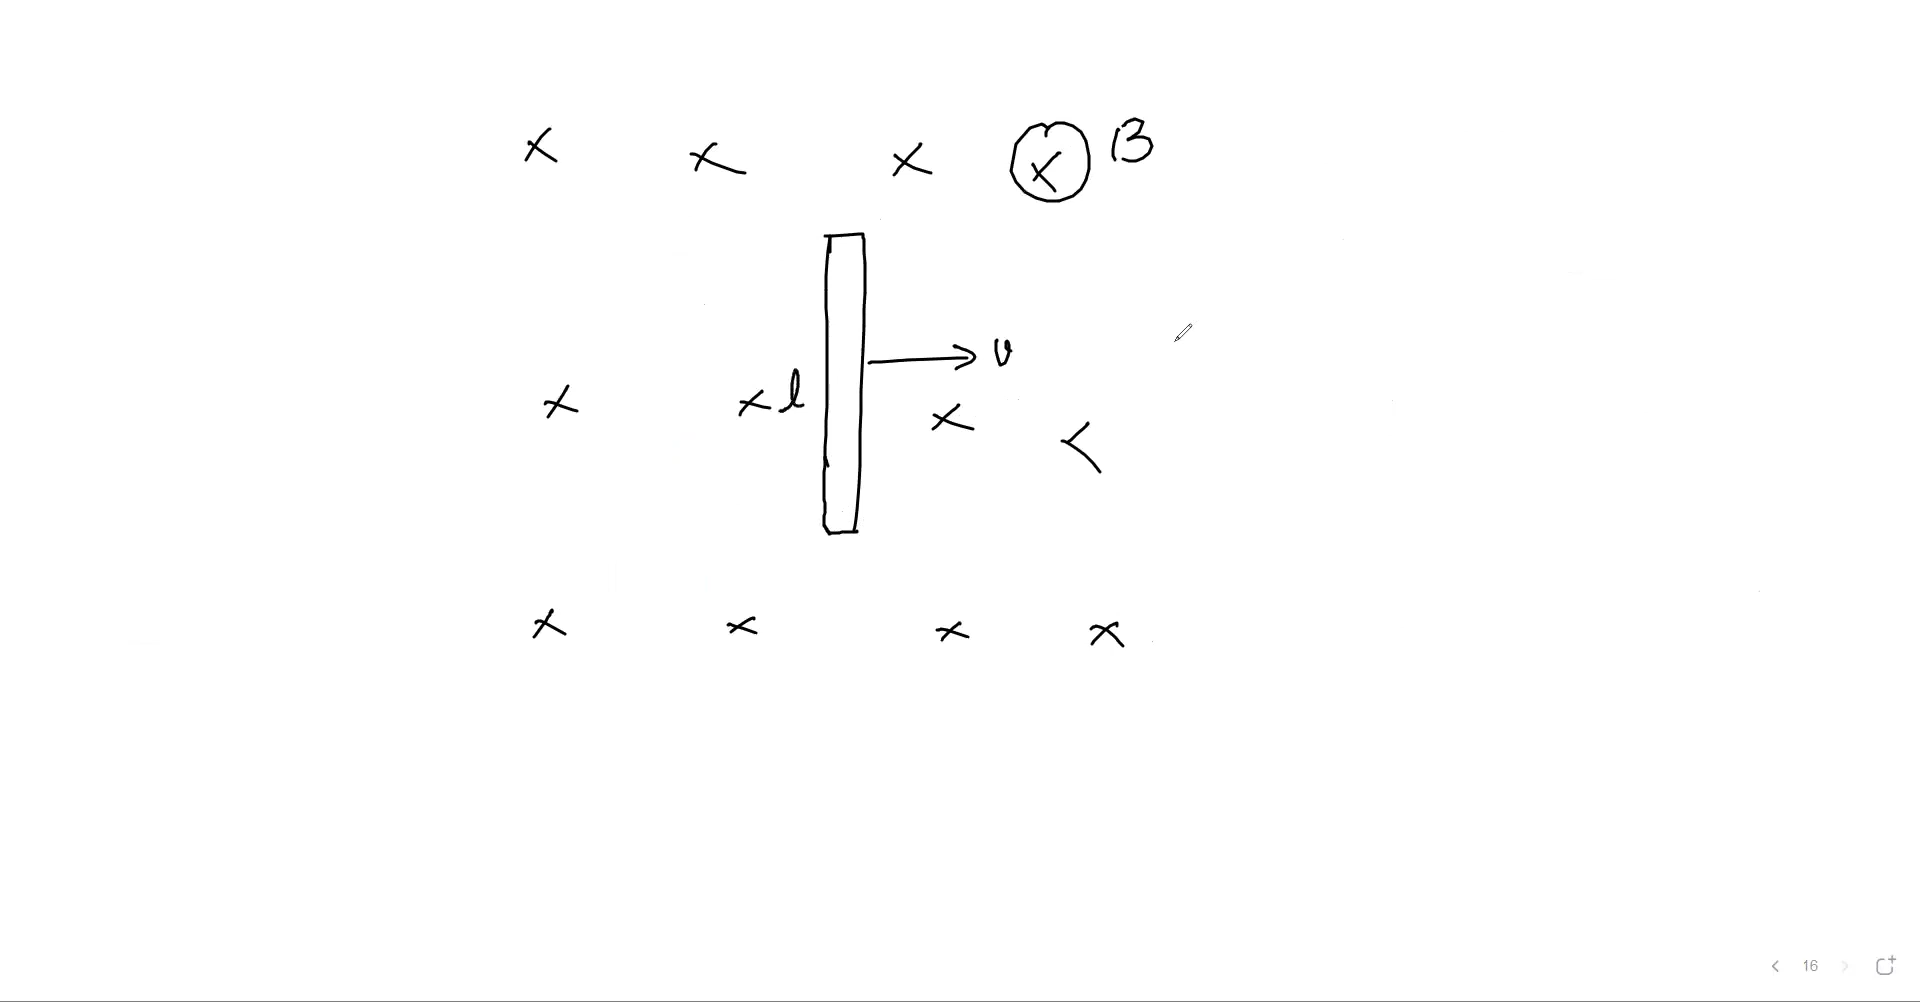 x x x x B
v
x x l x <
x x x x
16